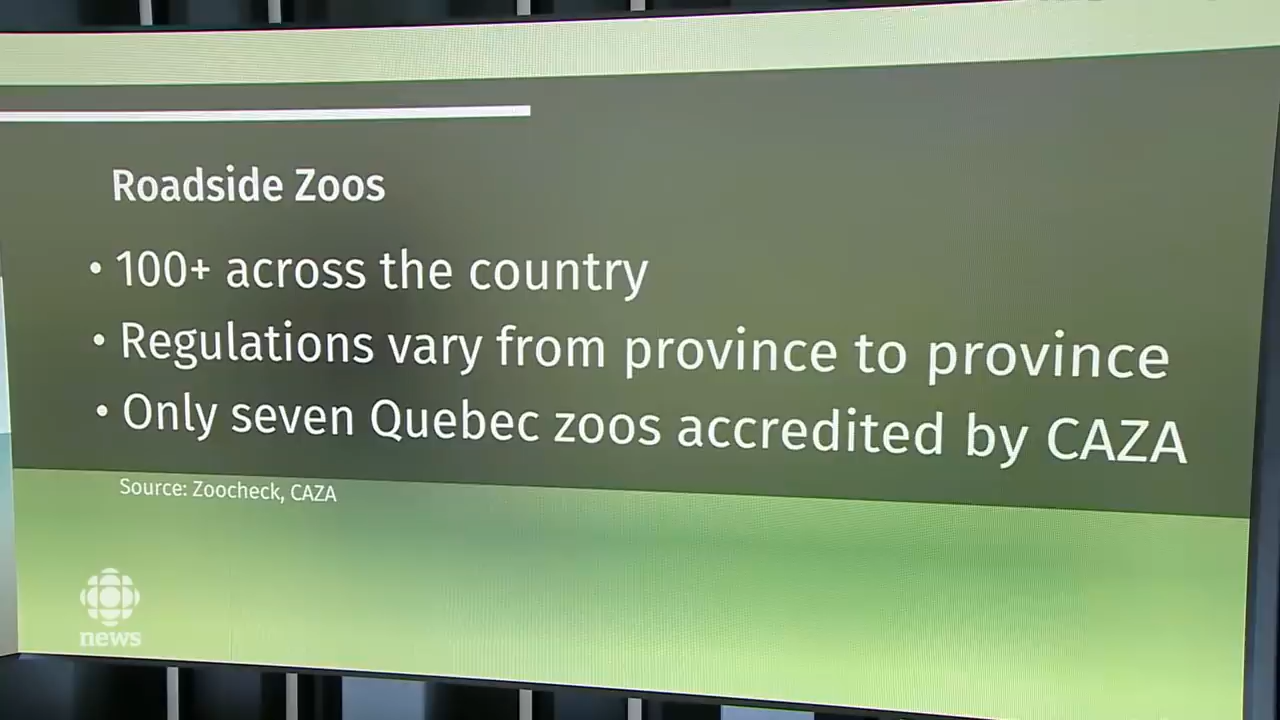 Roadside Zoos
• 100+ across the country
• Regulations vary from province to province
• Only seven Quebec zoos accredited by CAZA
Source: Zoocheck, CAZA
news